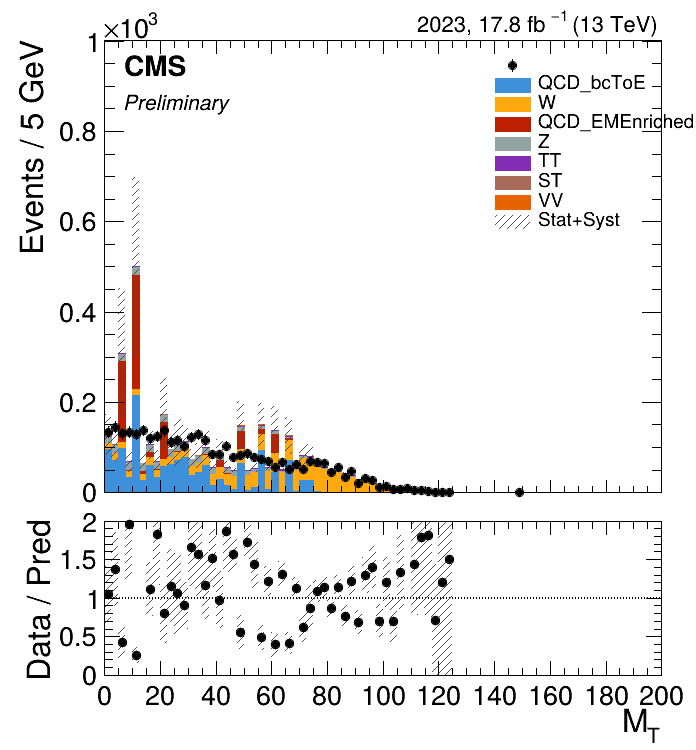 ×10³
2023, 17.8 fb⁻¹ (13 TeV)
CMS
Preliminary
QCD_bcToE
W
QCD_EMEnriched
Z
TT
ST
VV
Stat+Syst
Events / 5 GeV
1
0.8
0.6
0.4
0.2
0
Data / Pred
2
1.5
1
0.5
0
0 20 40 60 80 100 120 140 160 180 200
M_T